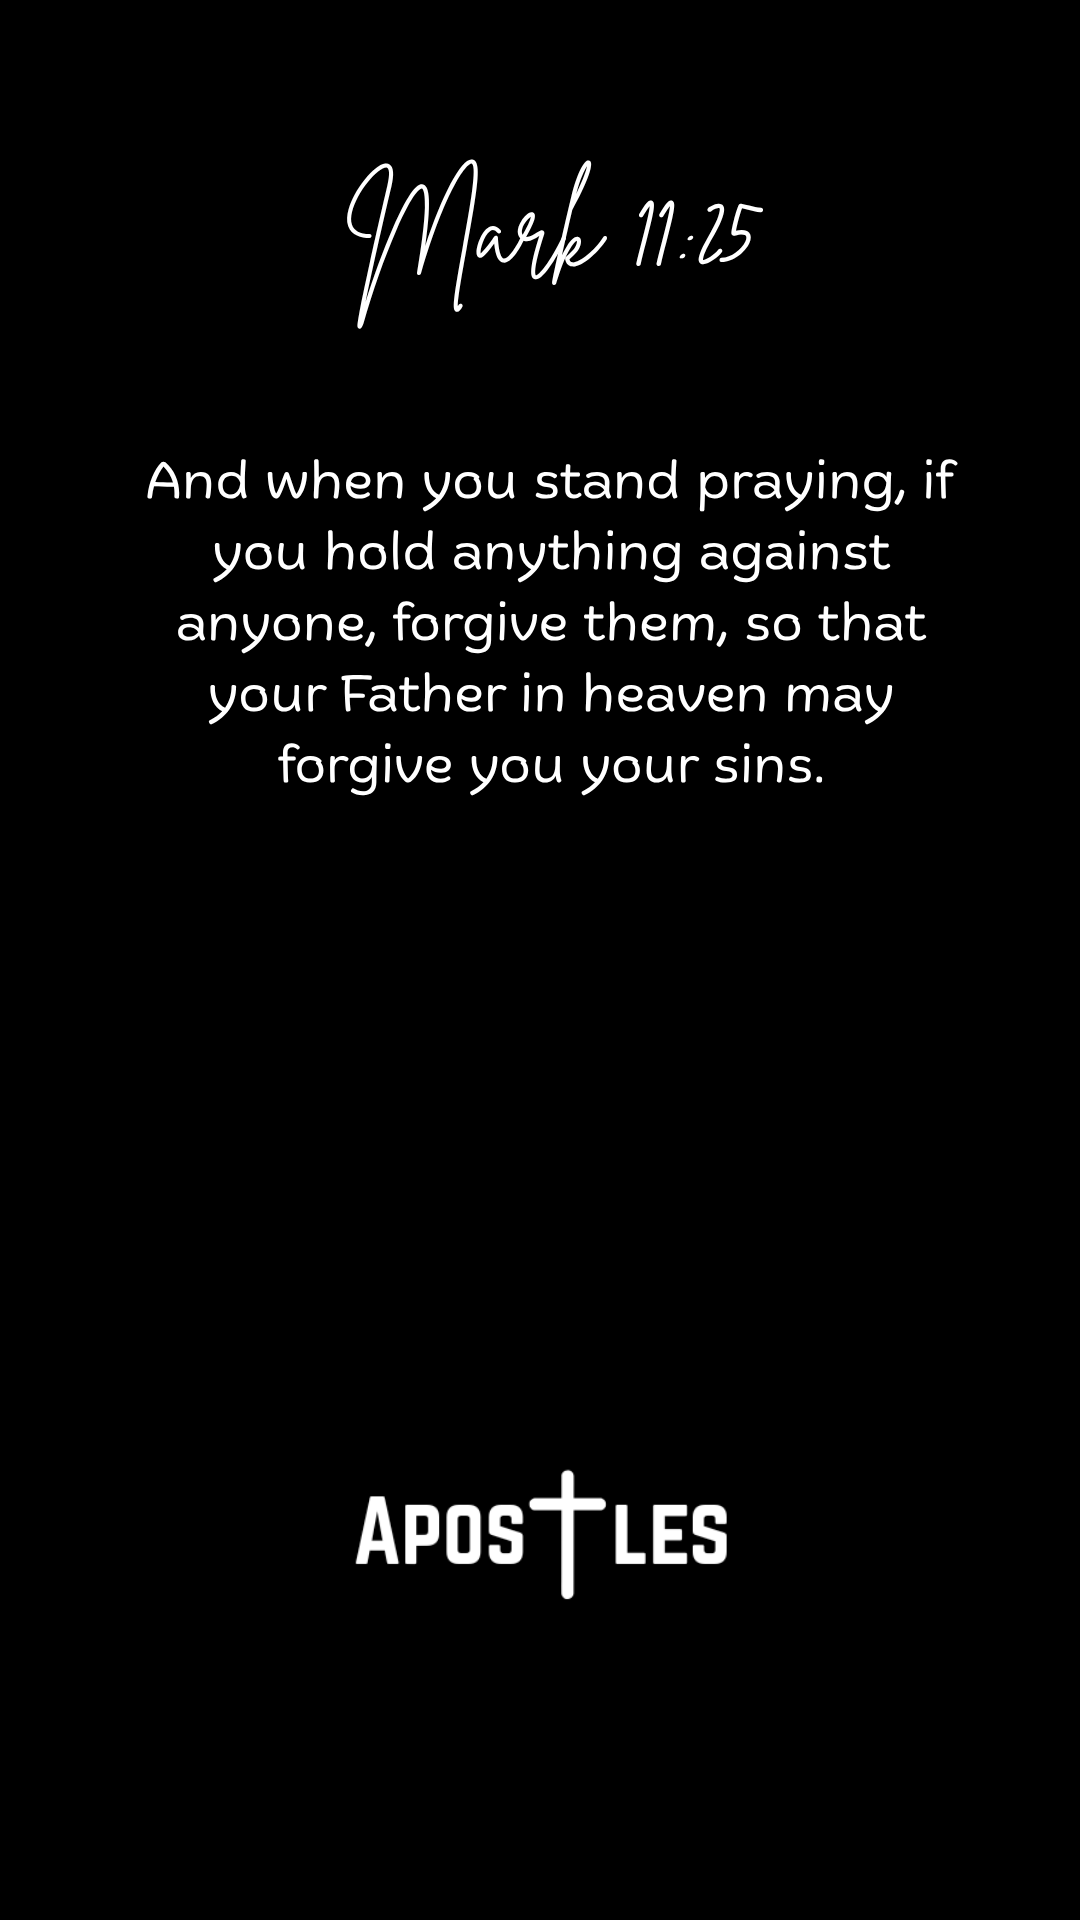 Mark 11:25
And when you stand praying, if
you hold anything against
anyone, forgive them, so that
your Father in heaven may
forgive you your sins.
APOSTLES